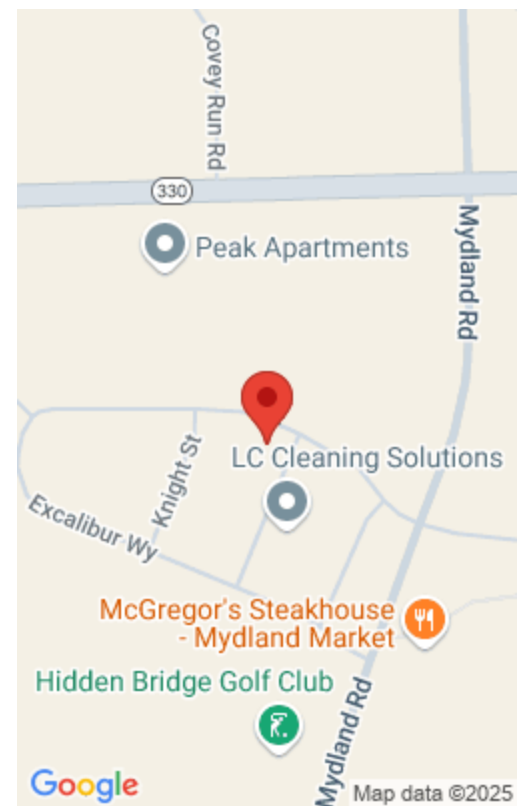 Covey Run Rd
330
Mydland Rd
Peak Apartments
LC Cleaning Solutions
Knight St
Excalibur Wy
McGregor's Steakhouse
- Mydland Market
Hidden Bridge Golf Club
Mydland Rd
Google
Map data ©2025